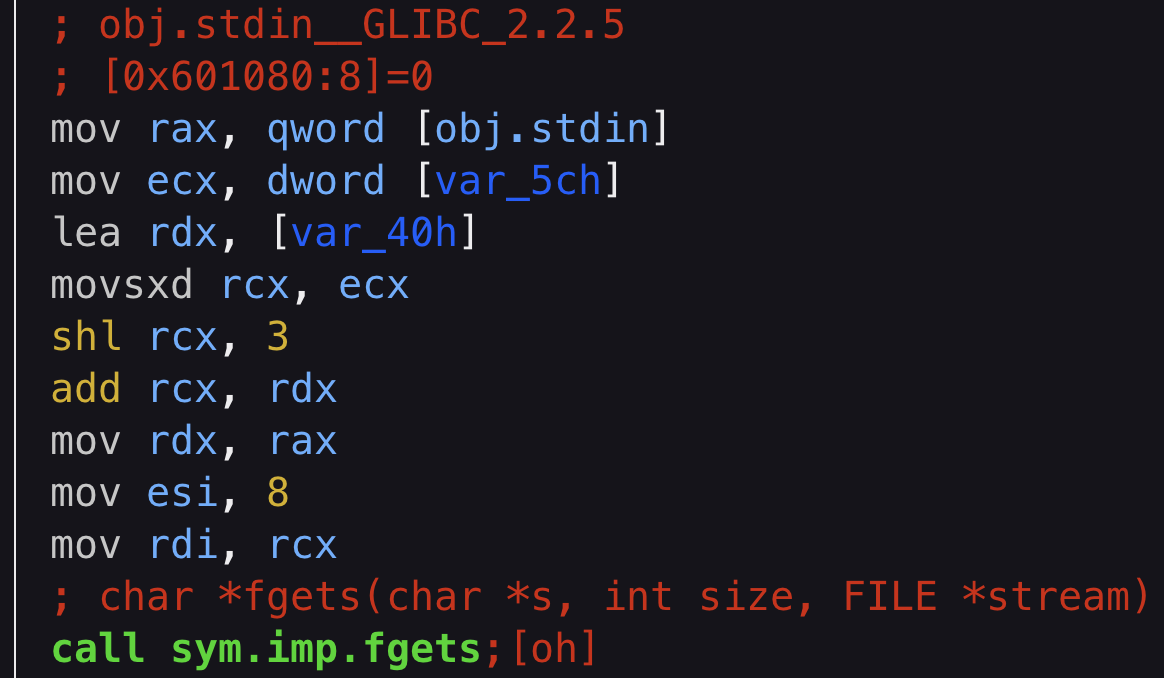 ; obj.stdin__GLIBC_2.2.5
; [0x601080:8]=0
mov rax, qword [obj.stdin]
mov ecx, dword [var_5ch]
lea rdx, [var_40h]
movsxd rcx, ecx
shl rcx, 3
add rcx, rdx
mov rdx, rax
mov esi, 8
mov rdi, rcx
; char *fgets(char *s, int size, FILE *stream)
call sym.imp.fgets;[oh]